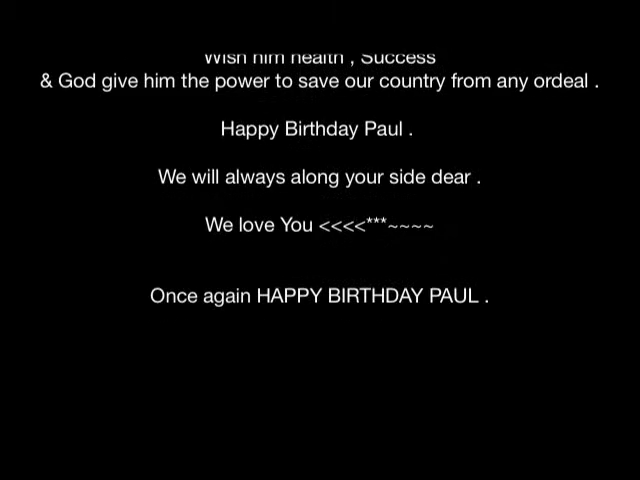 Wish him health , Success
& God give him the power to save our country from any ordeal .
Happy Birthday Paul .
We will always along your side dear .
We love You <<<<***~~~~
Once again HAPPY BIRTHDAY PAUL .